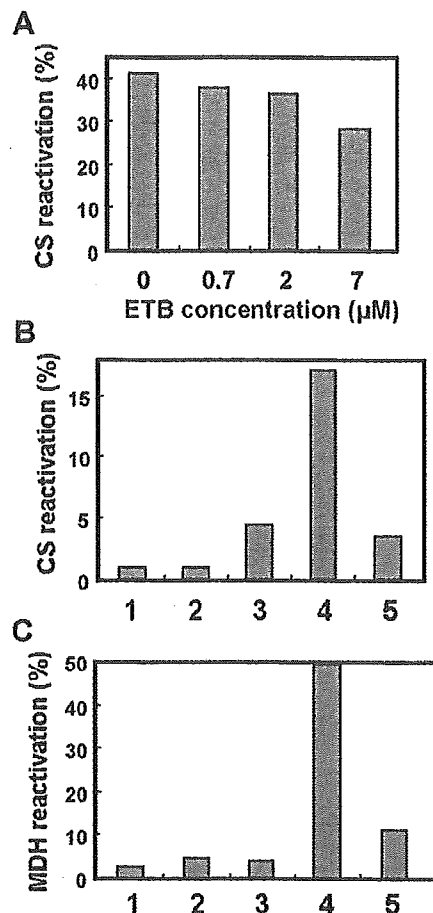 A
CS reactivation (%)
40
30
20
10
0
0 0.7 2 7
ETB concentration (µM)
B
CS reactivation (%)
15
10
5
0
1 2 3 4 5
C
MDH reactivation (%)
50
40
30
20
10
0
1 2 3 4 5